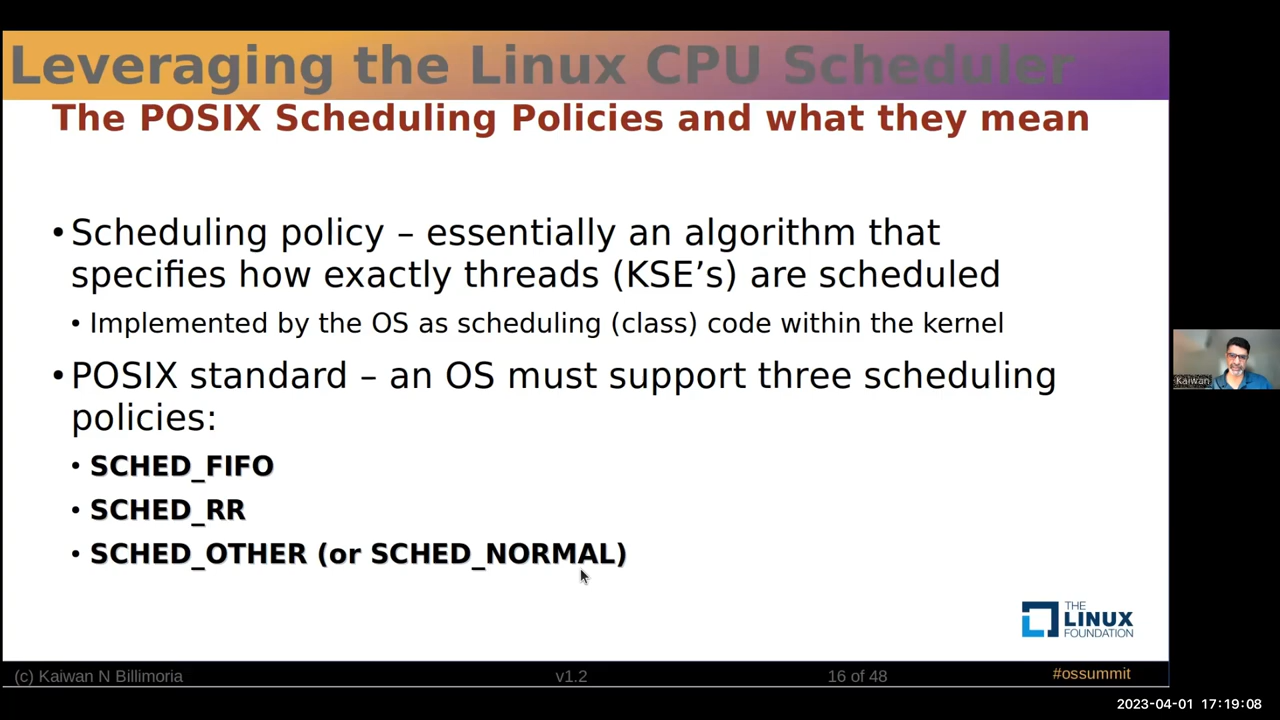 Leveraging the Linux CPU Scheduler
The POSIX Scheduling Policies and what they mean
• Scheduling policy – essentially an algorithm that
specifies how exactly threads (KSE’s) are scheduled
• Implemented by the OS as scheduling (class) code within the kernel
• POSIX standard – an OS must support three scheduling
policies:
• SCHED_FIFO
• SCHED_RR
• SCHED_OTHER (or SCHED_NORMAL)
Kaiwan
THE
LINUX
FOUNDATION
(c) Kaiwan N Billimoria v1.2 16 of 48 #ossummit
2023-04-01 17:19:08